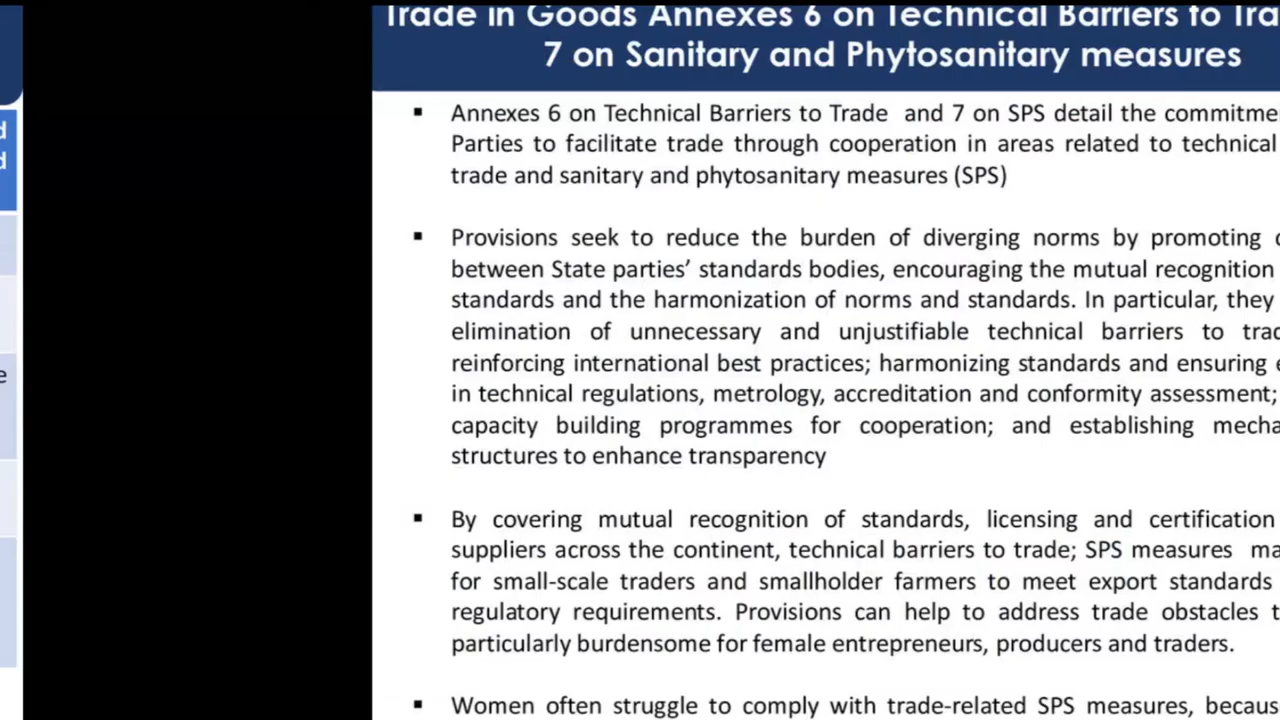 Trade in Goods Annexes 6 on Technical Barriers to
7 on Sanitary and Phytosanitary measures
Annexes 6 on Technical Barriers to Trade and 7 on SPS detail the
Parties to facilitate trade through cooperation in areas related to technical
trade and sanitary and phytosanitary measures (SPS)
Provisions seek to reduce the burden of diverging norms by promoting
between State parties’ standards bodies, encouraging the mutual recognition
standards and the harmonization of norms and standards. In particular, they
elimination of unnecessary and unjustifiable technical barriers to
reinforcing international best practices; harmonizing standards and ensuring
in technical regulations, metrology, accreditation and conformity assessment;
capacity building programmes for cooperation; and establishing
structures to enhance transparency
By covering mutual recognition of standards, licensing and certification
suppliers across the continent, technical barriers to trade; SPS measures
for small-scale traders and smallholder farmers to meet export standards
regulatory requirements. Provisions can help to address trade obstacles
particularly burdensome for female entrepreneurs, producers and traders.
Women often struggle to comply with trade-related SPS measures,